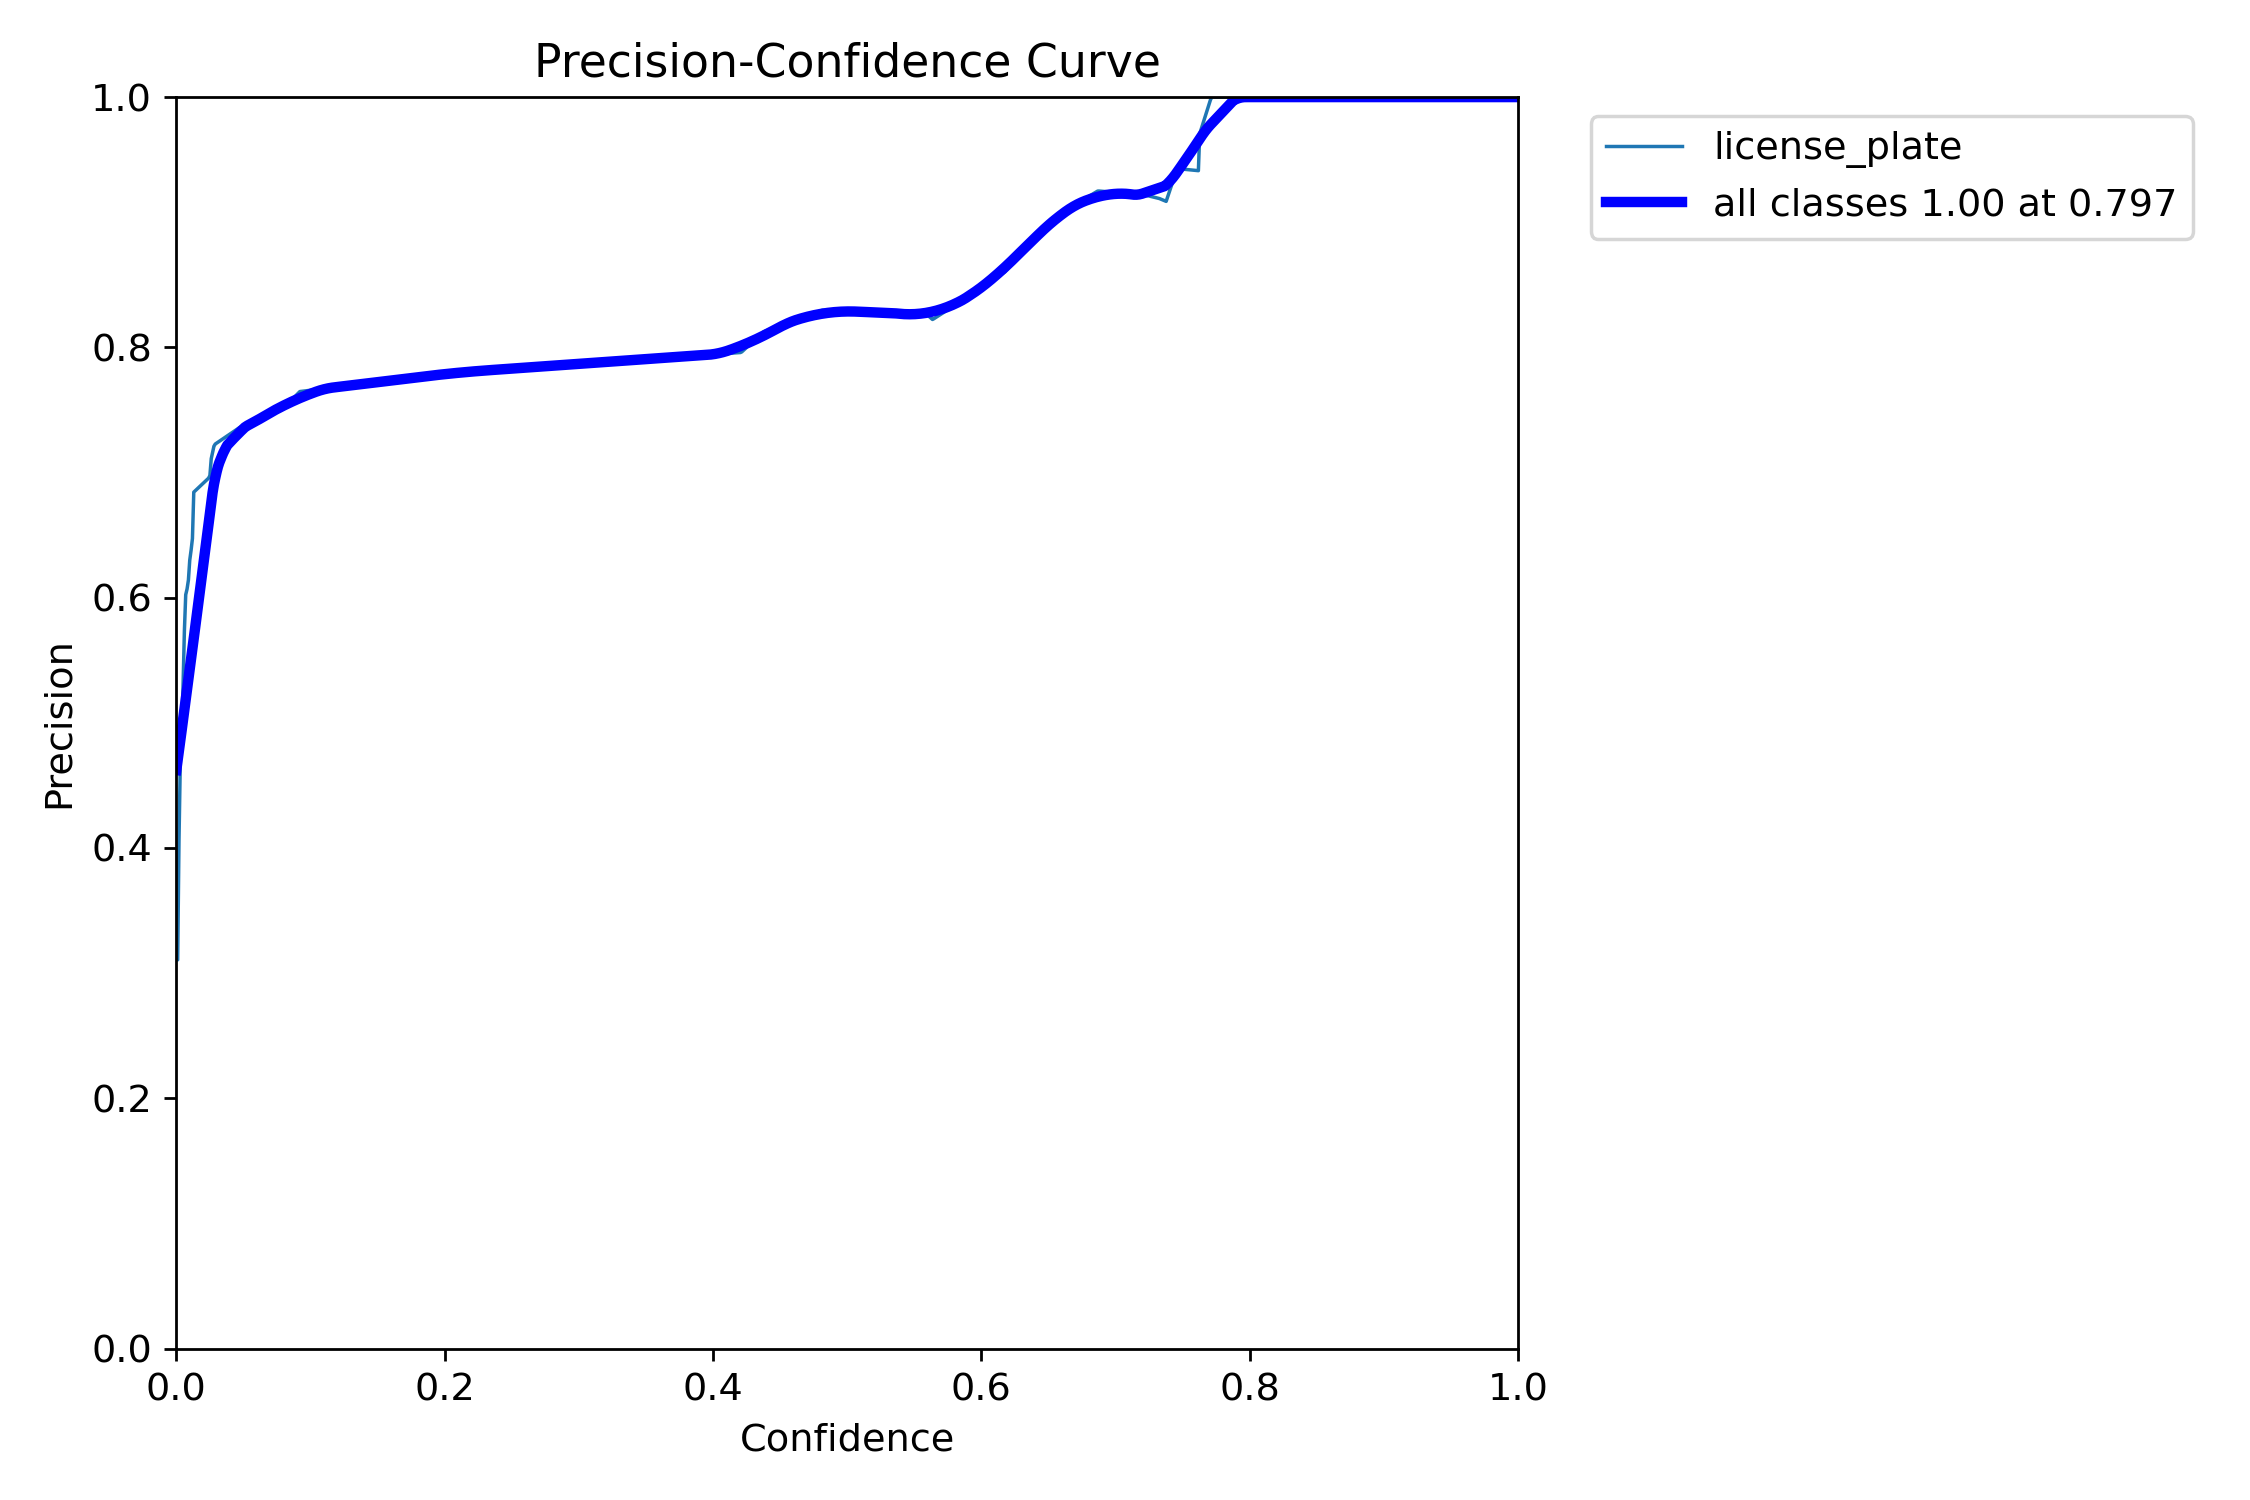 Precision-Confidence Curve
1.0
0.8
0.6
0.4
0.2
0.0
Precision
0.0 0.2 0.4 0.6 0.8 1.0
Confidence
license_plate
all classes 1.00 at 0.797